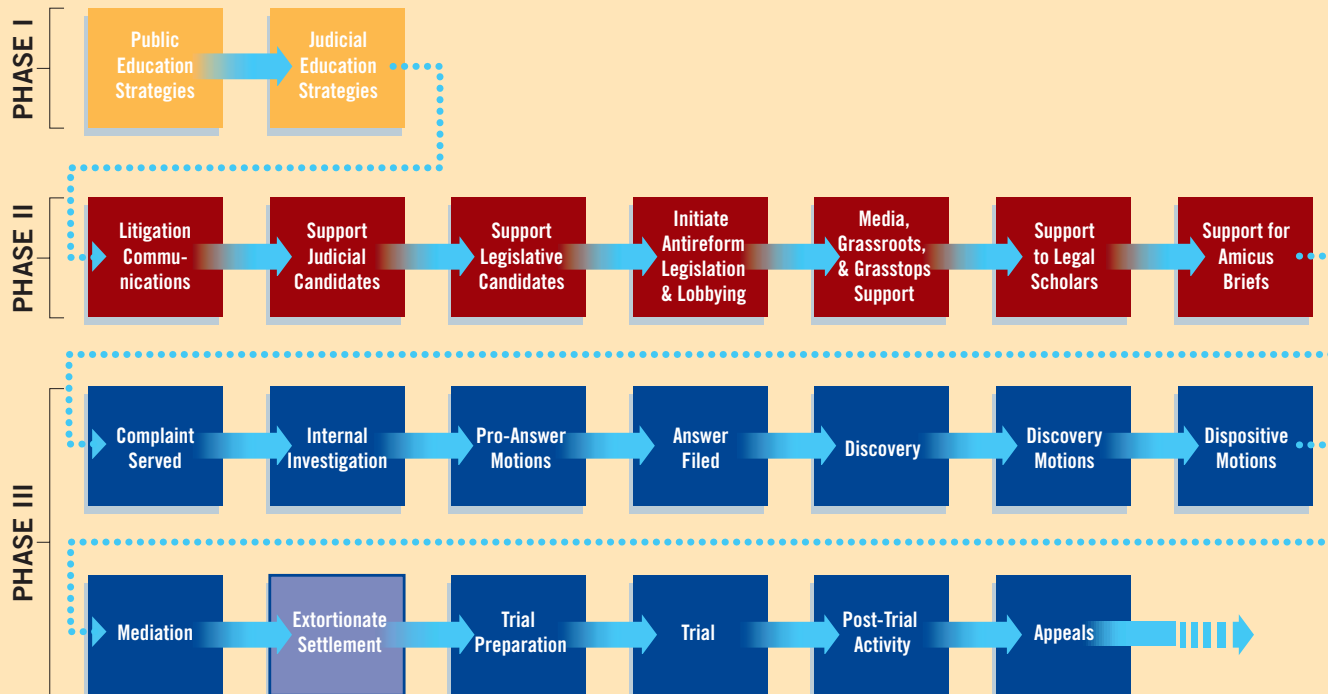 PHASE I
Public
Education
Strategies
Judicial
Education
Strategies
PHASE II
Litigation
Commu-
nications
Support
Judicial
Candidates
Support
Legislative
Candidates
Initiate
Antireform
Legislation
& Lobbying
Media,
Grassroots,
& Grasstops
Support
Support
to Legal
Scholars
Support for
Amicus
Briefs
PHASE III
Complaint
Served
Internal
Investigation
Pro-Answer
Motions
Answer
Filed
Discovery
Discovery
Motions
Dispositive
Motions
Mediation
Extortionate
Settlement
Trial
Preparation
Trial
Post-Trial
Activity
Appeals